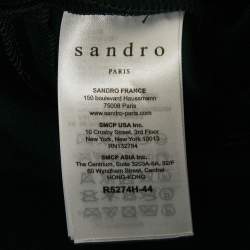 sandro
PARIS
SANDRO FRANCE
150 boulevard Haussmann
75008 Paris
www.sandro-paris.com
SMCP USA Inc.
10 Crosby Street, 3rd Floor
New York, New York 10013
RN132794
SMCP ASIA Inc.
The Centrium, Suite 3203A-5A, 32/F
60 Wyndham Street, Central
HONG-KONG
R5274H-44